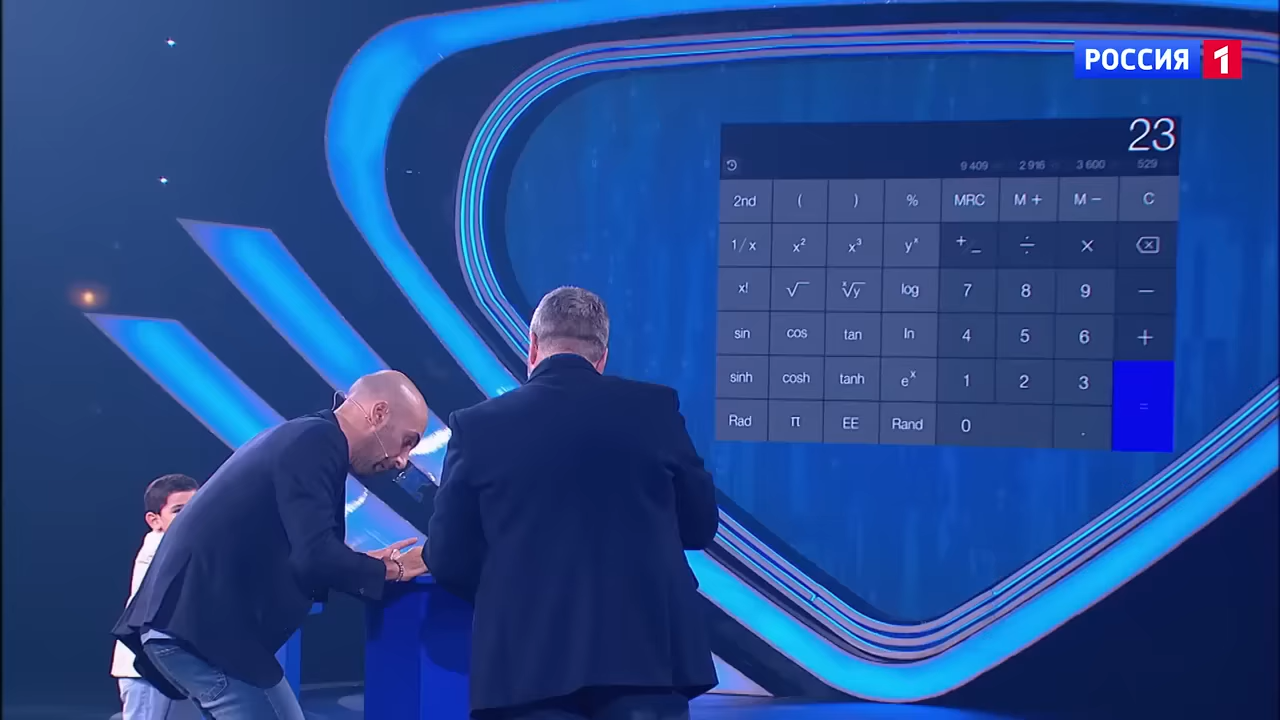 РОССИЯ 1
23
9 409 2 916 3 600 529
2nd ( ) % MRC M + M − C
1/x x² x³ yˣ + − ÷ ×
x! √ ˣ√y log 7 8 9 −
sin cos tan ln 4 5 6 +
sinh cosh tanh eˣ 1 2 3 =
Rad π EE Rand 0 .